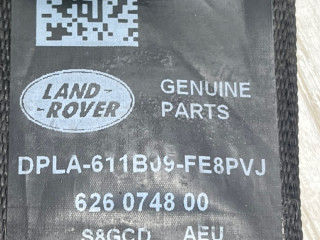 LAND-
-ROVER
GENUINE
PARTS
DPLA-611B09-FE8PVJ
626 0748 00
S8GCD AEU